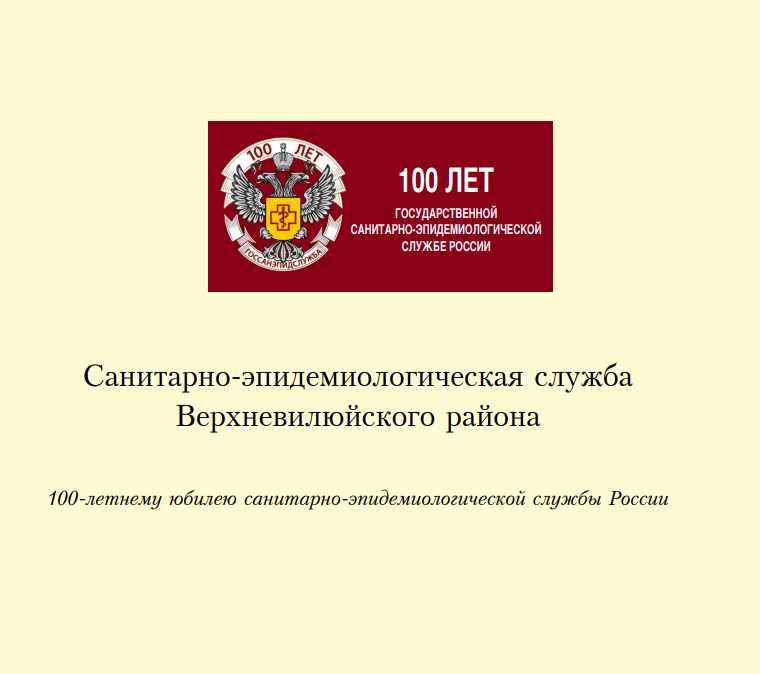 100 ЛЕТ
ГОССАНЭПИДСЛУЖБА
100 ЛЕТ
ГОСУДАРСТВЕННОЙ
САНИТАРНО-ЭПИДЕМИОЛОГИЧЕСКОЙ
СЛУЖБЕ РОССИИ
Санитарно-эпидемиологическая служба
Верхневилюйского района
100-летнему юбилею санитарно-эпидемиологической службы России